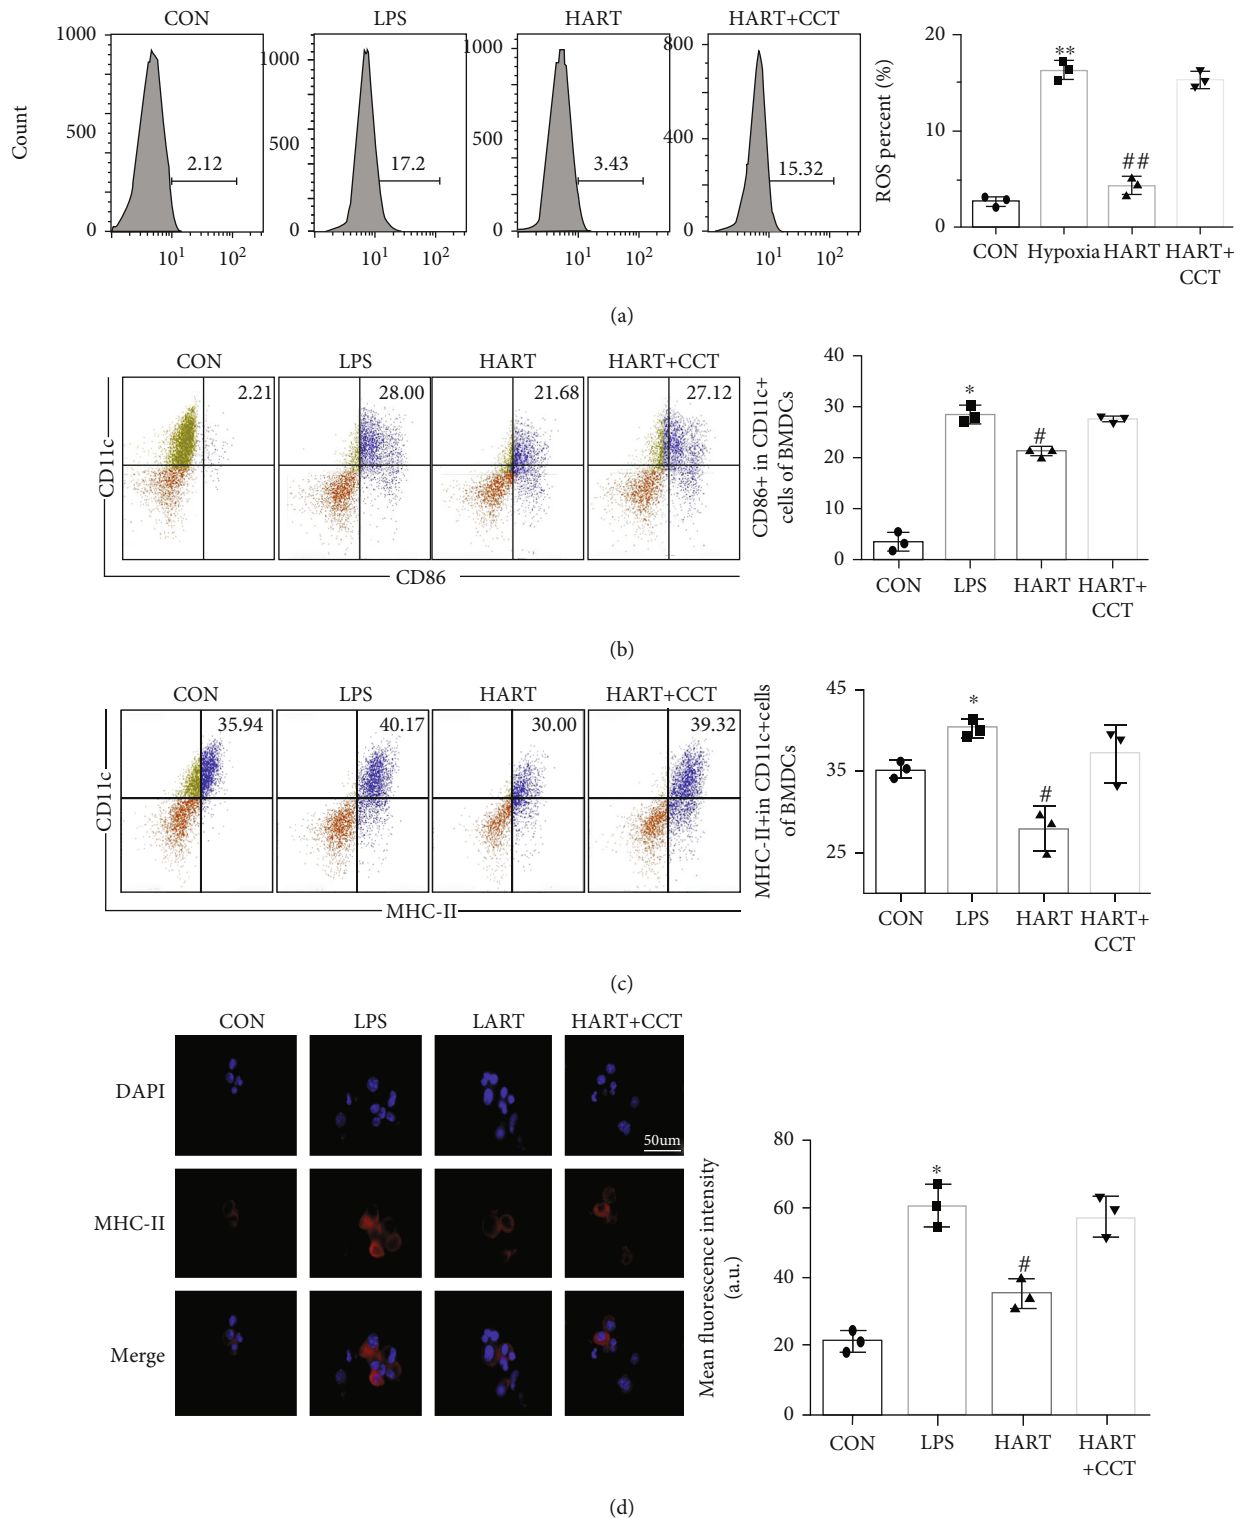 CON LPS HART HART+CCT
Count
1000
500
0
2.12
10¹ 10²
1000
500
0
17.2
10¹ 10²
1000
500
0
3.43
10¹ 10²
800
400
0
15.32
10¹ 10²
ROS percent (%)
20
10
0
**
##
CON Hypoxia HART HART+
CCT
(a)
CON LPS HART HART+CCT
CD11c
2.21 28.00 21.68 27.12
CD86
CD86+ in CD11c+
cells of BMDCs
40
30
20
10
0
*
#
CON LPS HART HART+
CCT
(b)
CON LPS HART HART+CCT
CD11c
35.94 40.17 30.00 39.32
MHC-II
MHC-II+in CD11c+cells
of BMDCs
45
35
25
*
#
CON LPS HART HART+
CCT
(c)
CON LPS LART HART+CCT
DAPI
50um
MHC-II
Merge
Mean fluorescence intensity
(a.u.)
80
60
40
20
0
*
#
CON LPS HART HART
+CCT
(d)